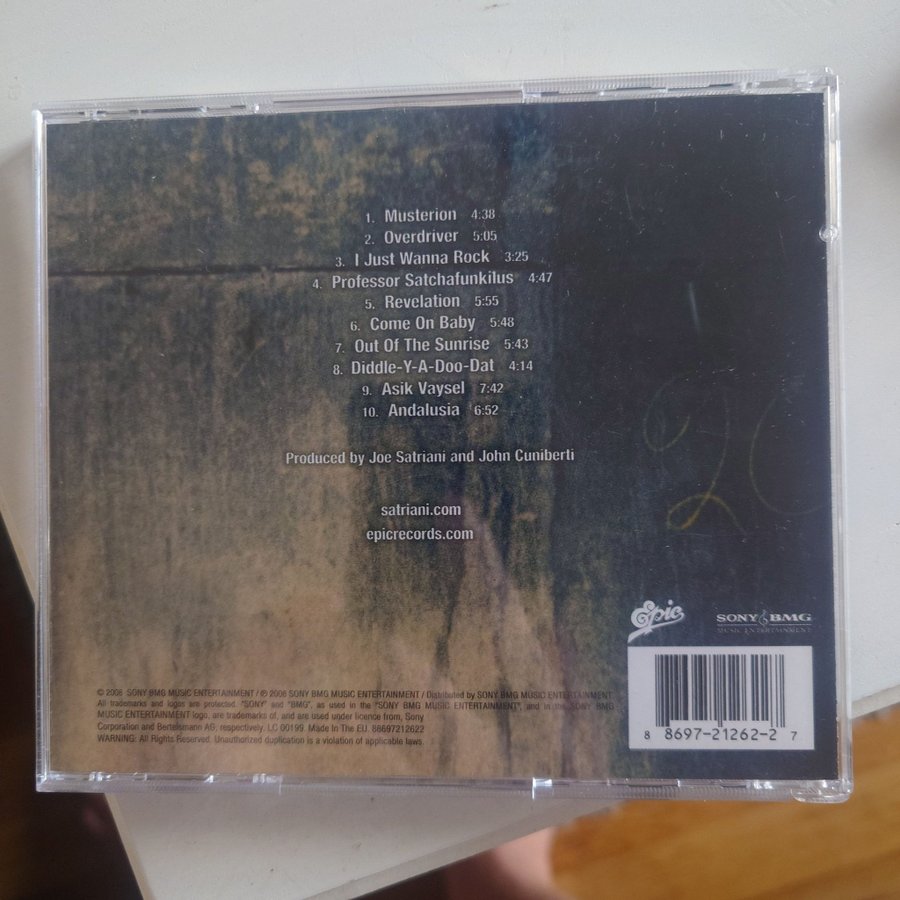 1. Musterion 4:38
2. Overdriver 5:05
3. I Just Wanna Rock 3:25
4. Professor Satchafunkilus 4:47
5. Revelation 5:55
6. Come On Baby 5:48
7. Out Of The Sunrise 5:43
8. Diddle-Y-A-Doo-Dat 4:14
9. Asik Vaysel 7:42
10. Andalusia 6:52
Produced by Joe Satriani and John Cuniberti
satriani.com
epicrecords.com
Epic
SONY BMG
MUSIC ENTERTAINMENT
© 2008 SONY BMG MUSIC ENTERTAINMENT / ℗ 2008 SONY BMG MUSIC ENTERTAINMENT / Distributed by SONY BMG MUSIC ENTERTAINMENT
All trademarks and logos are protected. "SONY" and "BMG", as used in the "SONY BMG MUSIC ENTERTAINMENT", and in the SONY BMG
MUSIC ENTERTAINMENT logo, are trademarks of, and are used under licence from, Sony
Corporation and Bertelsmann AG, respectively. LC 00199. Made In The EU. 88697212622
WARNING: All Rights Reserved. Unauthorized duplication is a violation of applicable laws.
8 8697-21262-2 7